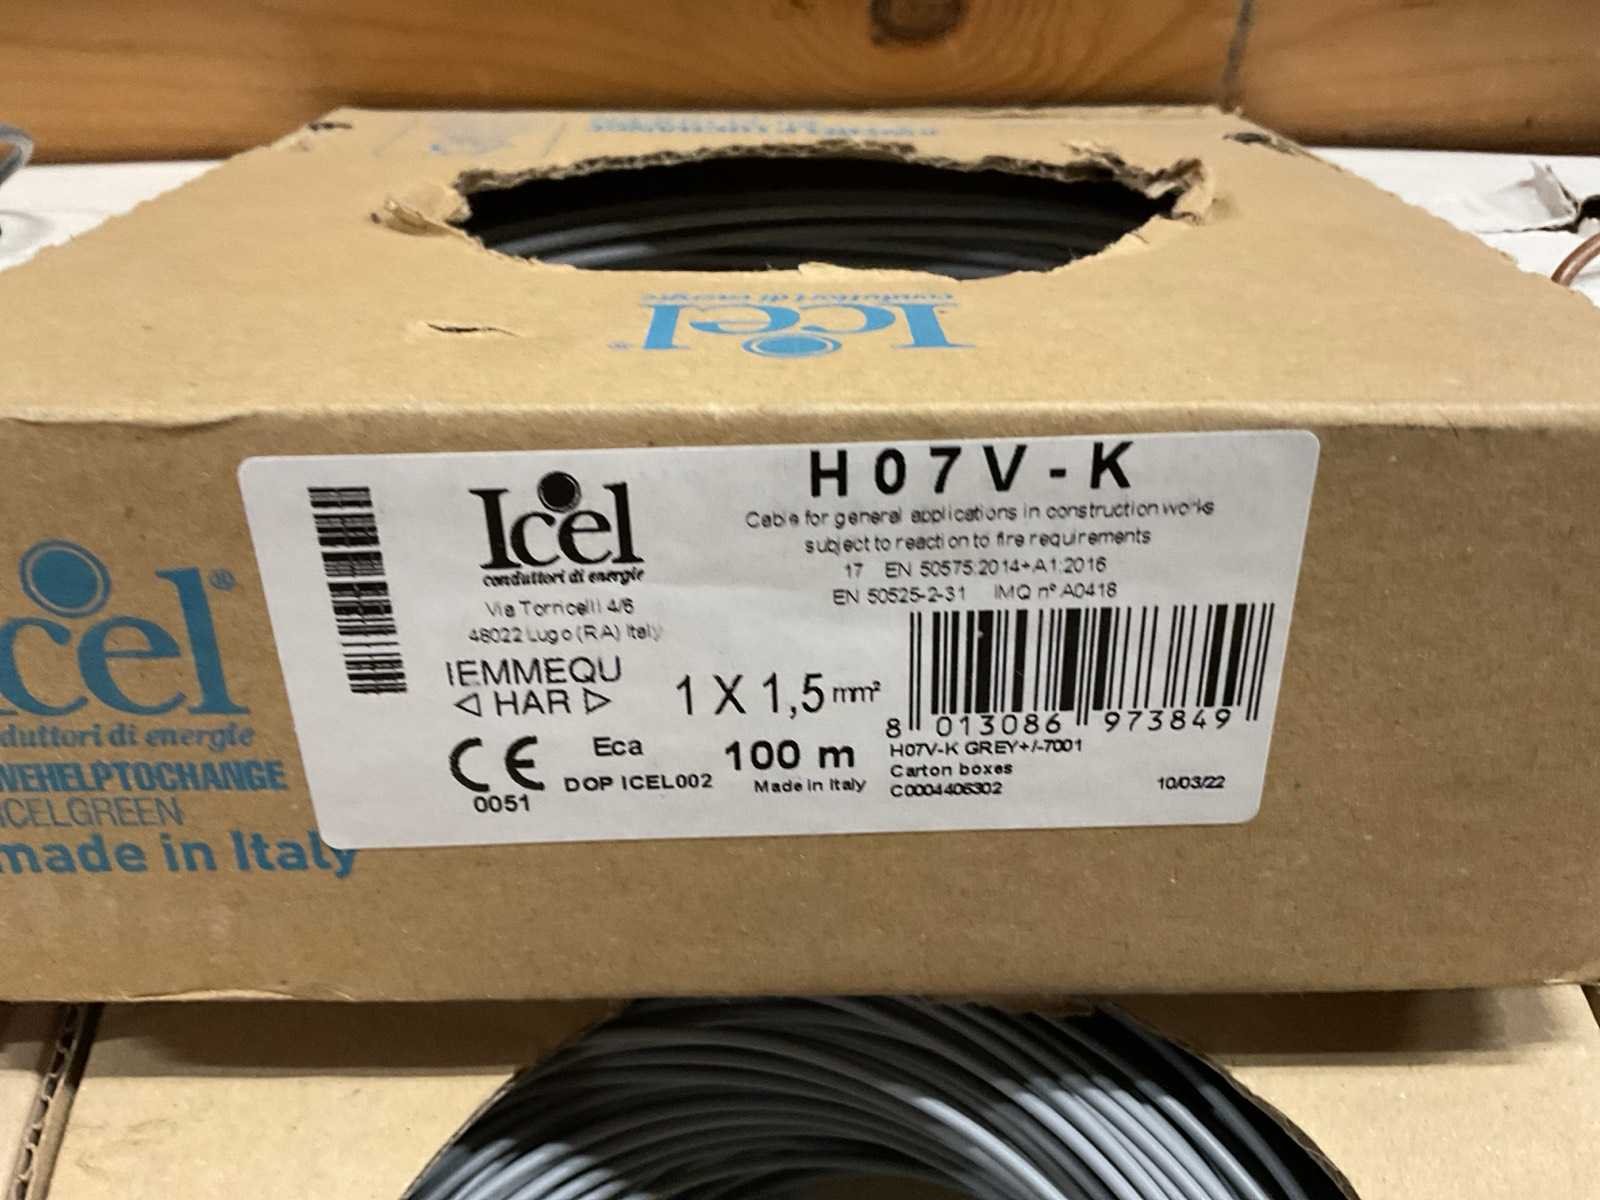 Icel®
conduttori di energie
H07V-K
Cable for general applications in construction works
subject to reaction to fire requirements
17 EN 50575:2014+A1:2016
EN 50525-2-31 IMQ n° A0418
Icel
conduttori di energie
Via Torricelli 4/6
48022 Lugo (RA) Italy
IEMMEQU
◁ HAR ▷
1 X 1,5 mm²
8 013086 973849
CE
0051
Eca
DOP ICEL002
100 m
Made in Italy
H07V-K GREY+/-7001
Carton boxes
C0004406302
10/03/22
cel®
duttori di energie
WEHELPTOCHANGE
ICELGREEN
made in Italy